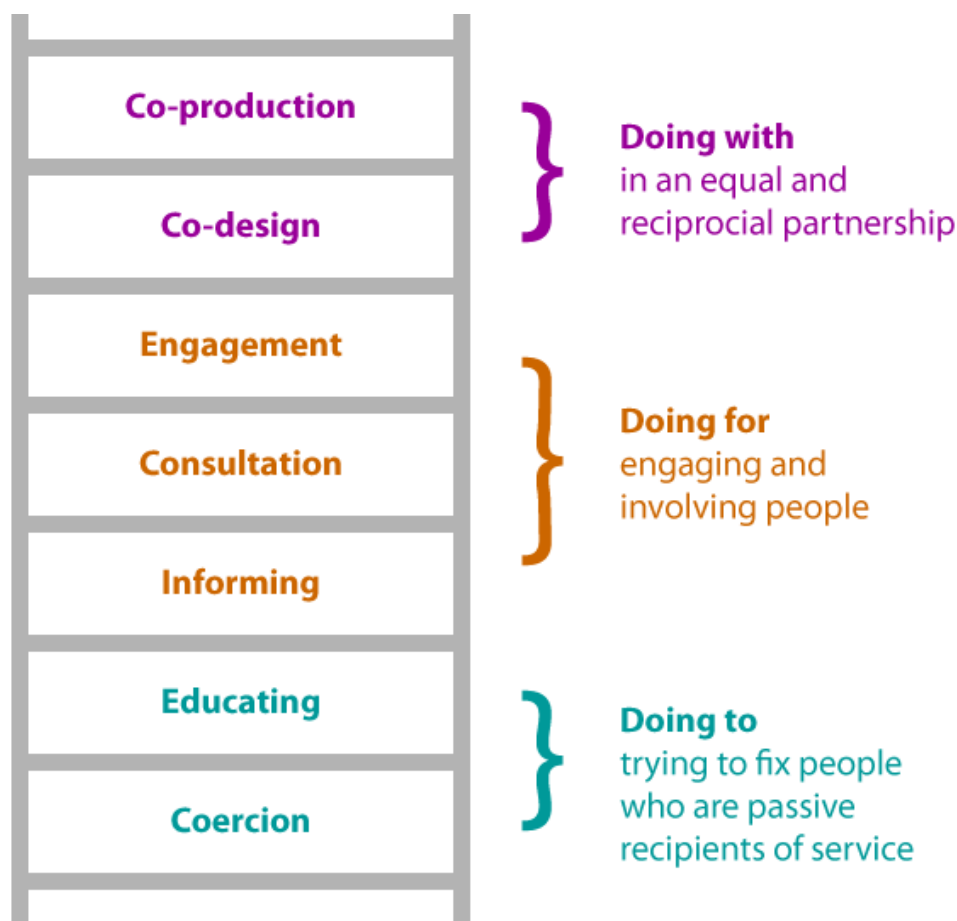 Co-production
Co-design
Doing with
in an equal and
reciprocial partnership
Engagement
Consultation
Informing
Doing for
engaging and
involving people
Educating
Coercion
Doing to
trying to fix people
who are passive
recipients of service